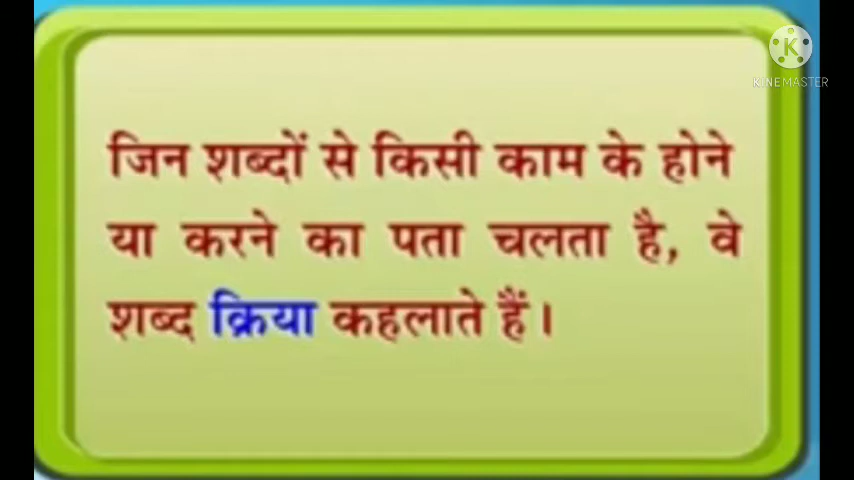 जिन शब्दों से किसी काम के होने
या करने का पता चलता है, वे
शब्द क्रिया कहलाते हैं।
K
KINEMASTER